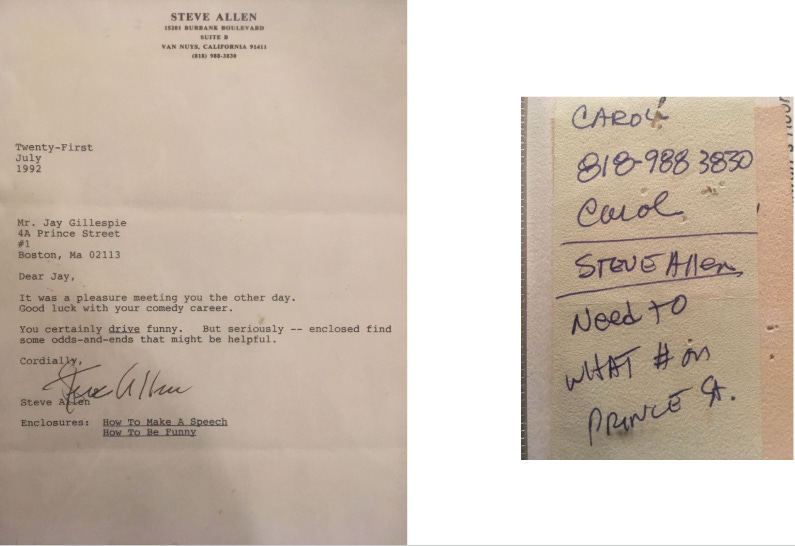 STEVE ALLEN
15201 BURBANK BOULEVARD
SUITE B
VAN NUYS, CALIFORNIA 91411
(818) 988-3830
Twenty-First
July
1992
Mr. Jay Gillespie
4A Prince Street
#1
Boston, Ma 02113
Dear Jay,
It was a pleasure meeting you the other day.
Good luck with your comedy career.
You certainly drive funny. But seriously -- enclosed find
some odds-and-ends that might be helpful.
Cordially,
Steve Allen
Steve Allen
Enclosures: How To Make A Speech
How To Be Funny
CAROL
818-988 3830
Carol
STEVE Allen
Need to
WHAT # on
PRINCE St.